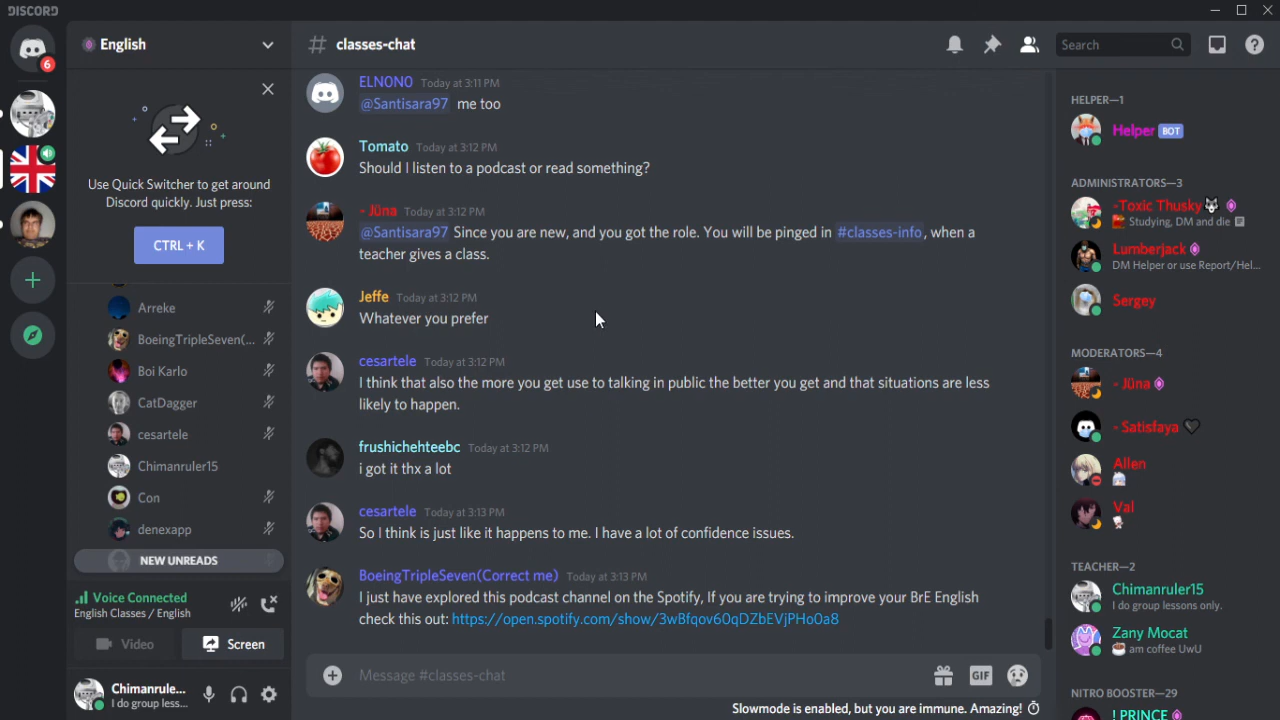 DISCORD
6
English
Use Quick Switcher to get around
Discord quickly. Just press:
CTRL + K
Arreke
BoeingTripleSeven(...
Boi Karlo
CatDagger
cesartele
Chimanruler15
Con
denexapp
NEW UNREADS
Voice Connected
English Classes / English
Video
Screen
Chimanrule...
I do group less...
# classes-chat
Search
ELNONO Today at 3:11 PM
@Santisara97 me too
Tomato Today at 3:12 PM
Should I listen to a podcast or read something?
- Jüna Today at 3:12 PM
@Santisara97 Since you are new, and you got the role. You will be pinged in #classes-info, when a
teacher gives a class.
Jeffe Today at 3:12 PM
Whatever you prefer
cesartele Today at 3:12 PM
I think that also the more you get use to talking in public the better you get and that situations are less
likely to happen.
frushichehteebc Today at 3:12 PM
i got it thx a lot
cesartele Today at 3:13 PM
So I think is just like it happens to me. I have a lot of confidence issues.
BoeingTripleSeven(Correct me) Today at 3:13 PM
I just have explored this podcast channel on the Spotify, If you are trying to improve your BrE English
check this out: https://open.spotify.com/show/3wBfqov60qDZbEVjPHo0a8
Message #classes-chat
GIF
Slowmode is enabled, but you are immune. Amazing!
HELPER—1
Helper BOT
ADMINISTRATORS—3
-Toxic Thusky
Studying, DM and die
Lumberjack
DM Helper or use Report/Hel...
Sergey
MODERATORS—4
- Jüna
- Satisfaya
Allen
Val
TEACHER—2
Chimanruler15
I do group lessons only.
Zany Mocat
am coffee UwU
NITRO BOOSTER—29
! PRINCE